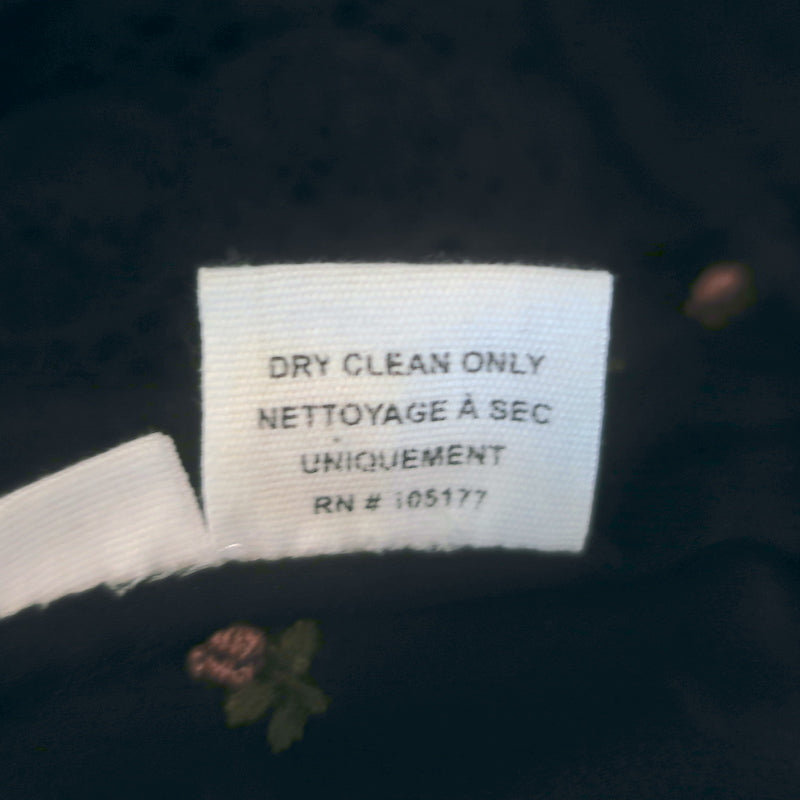 DRY CLEAN ONLY
NETTOYAGE À SEC
UNIQUEMENT
RN # 105177